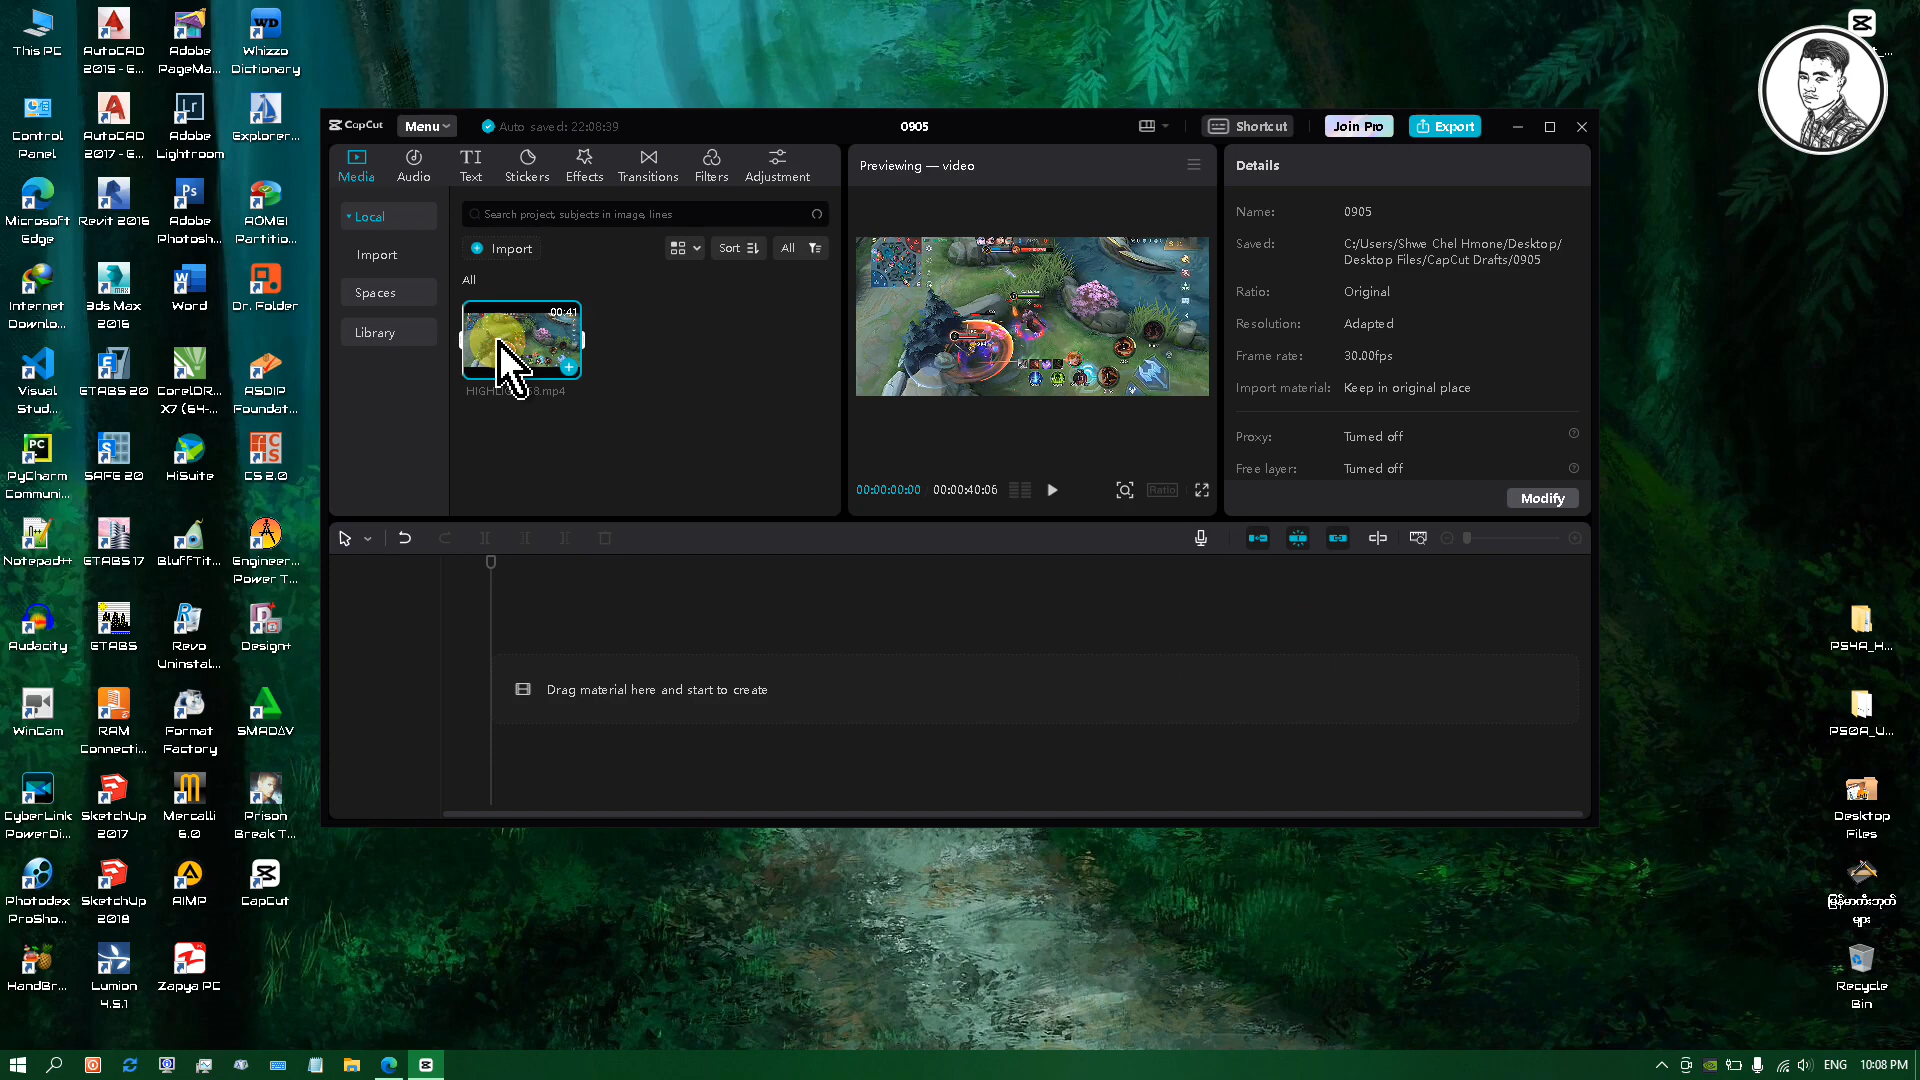 This PC
AutoCAD
2015 - E...
Adobe
PageMa...
Whizzo
Dictionary
Control
Panel
AutoCAD
2017 - E...
Adobe
Lightroom
Explorer...
Microsoft
Edge
Revit 2016
Adobe
Photosh...
AOMEI
Partitio...
Internet
Downlo...
3ds Max
2016
Word
Dr. Folder
Visual
Stud...
ETABS 20
CorelDR...
X7 (64-...
ASDIP
Foundat...
PyCharm
Communi...
SAFE 20
HiSuite
CS 2.0
Notepad++
ETABS 17
BluffTit...
Engineer...
Power T...
Audacity
ETABS
Revo
Uninstal...
Design+
WinCam
RAM
Connecti...
Format
Factory
SMADAV
CyberLink
PowerDi...
SketchUp
2017
Mercalli
6.0
Prison
Break T...
Photodex
ProSho...
SketchUp
2018
AIMP
CapCut
HandBr...
Lumion
4.5.1
Zapya PC
CapCut
Menu
Auto saved: 22:08:39
0905
Shortcut
Join Pro
Export
Media
Audio
Text
Stickers
Effects
Transitions
Filters
Adjustment
Local
Import
Spaces
Library
Search project, subjects in image, lines
Import
Sort
All
All
00:41
8.mp4
Previewing — video
00:00:00:00
00:00:40:06
Ratio
Details
Name: 0905
Saved: C:/Users/Shwe Chel Hmone/Desktop/
Desktop Files/CapCut Drafts/0905
Ratio: Original
Resolution: Adapted
Frame rate: 30.00fps
Import material: Keep in original place
Proxy: Turned off
Free layer: Turned off
Modify
Drag material here and start to create
PS4A_H...
PS0A_U...
Desktop
Files
မြန်မာကီးဘုတ်
များ
Recycle
Bin
ENG
10:08 PM